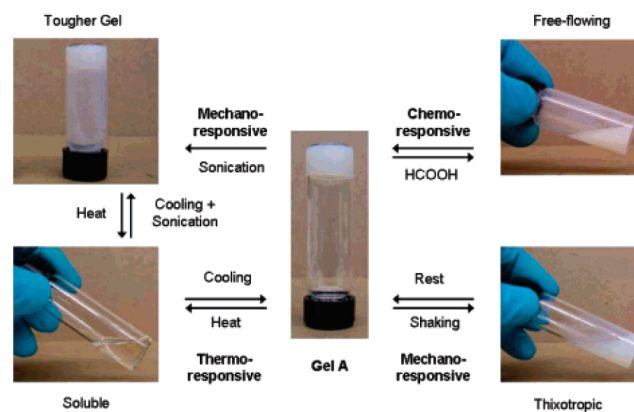 Tougher Gel
Free-flowing
Mechano-
responsive
Sonication
Chemo-
responsive
HCOOH
Heat
Cooling +
Sonication
Cooling
Heat
Thermo-
responsive
Gel A
Rest
Shaking
Mechano-
responsive
Soluble
Thixotropic